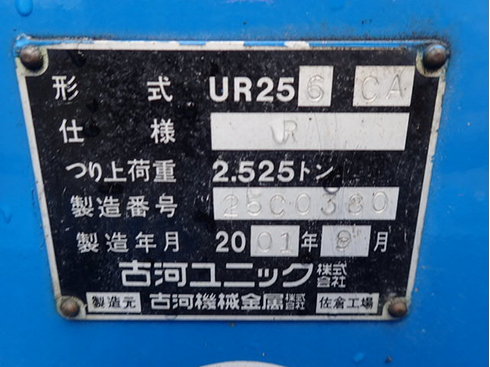 形式 UR25 6 CA
仕様 UR
つり上荷重 2.525トン
製造番号 25C0380
製造年月 2001年9月
古河ユニック株式会社
製造元 古河機械金属株式会社 佐倉工場